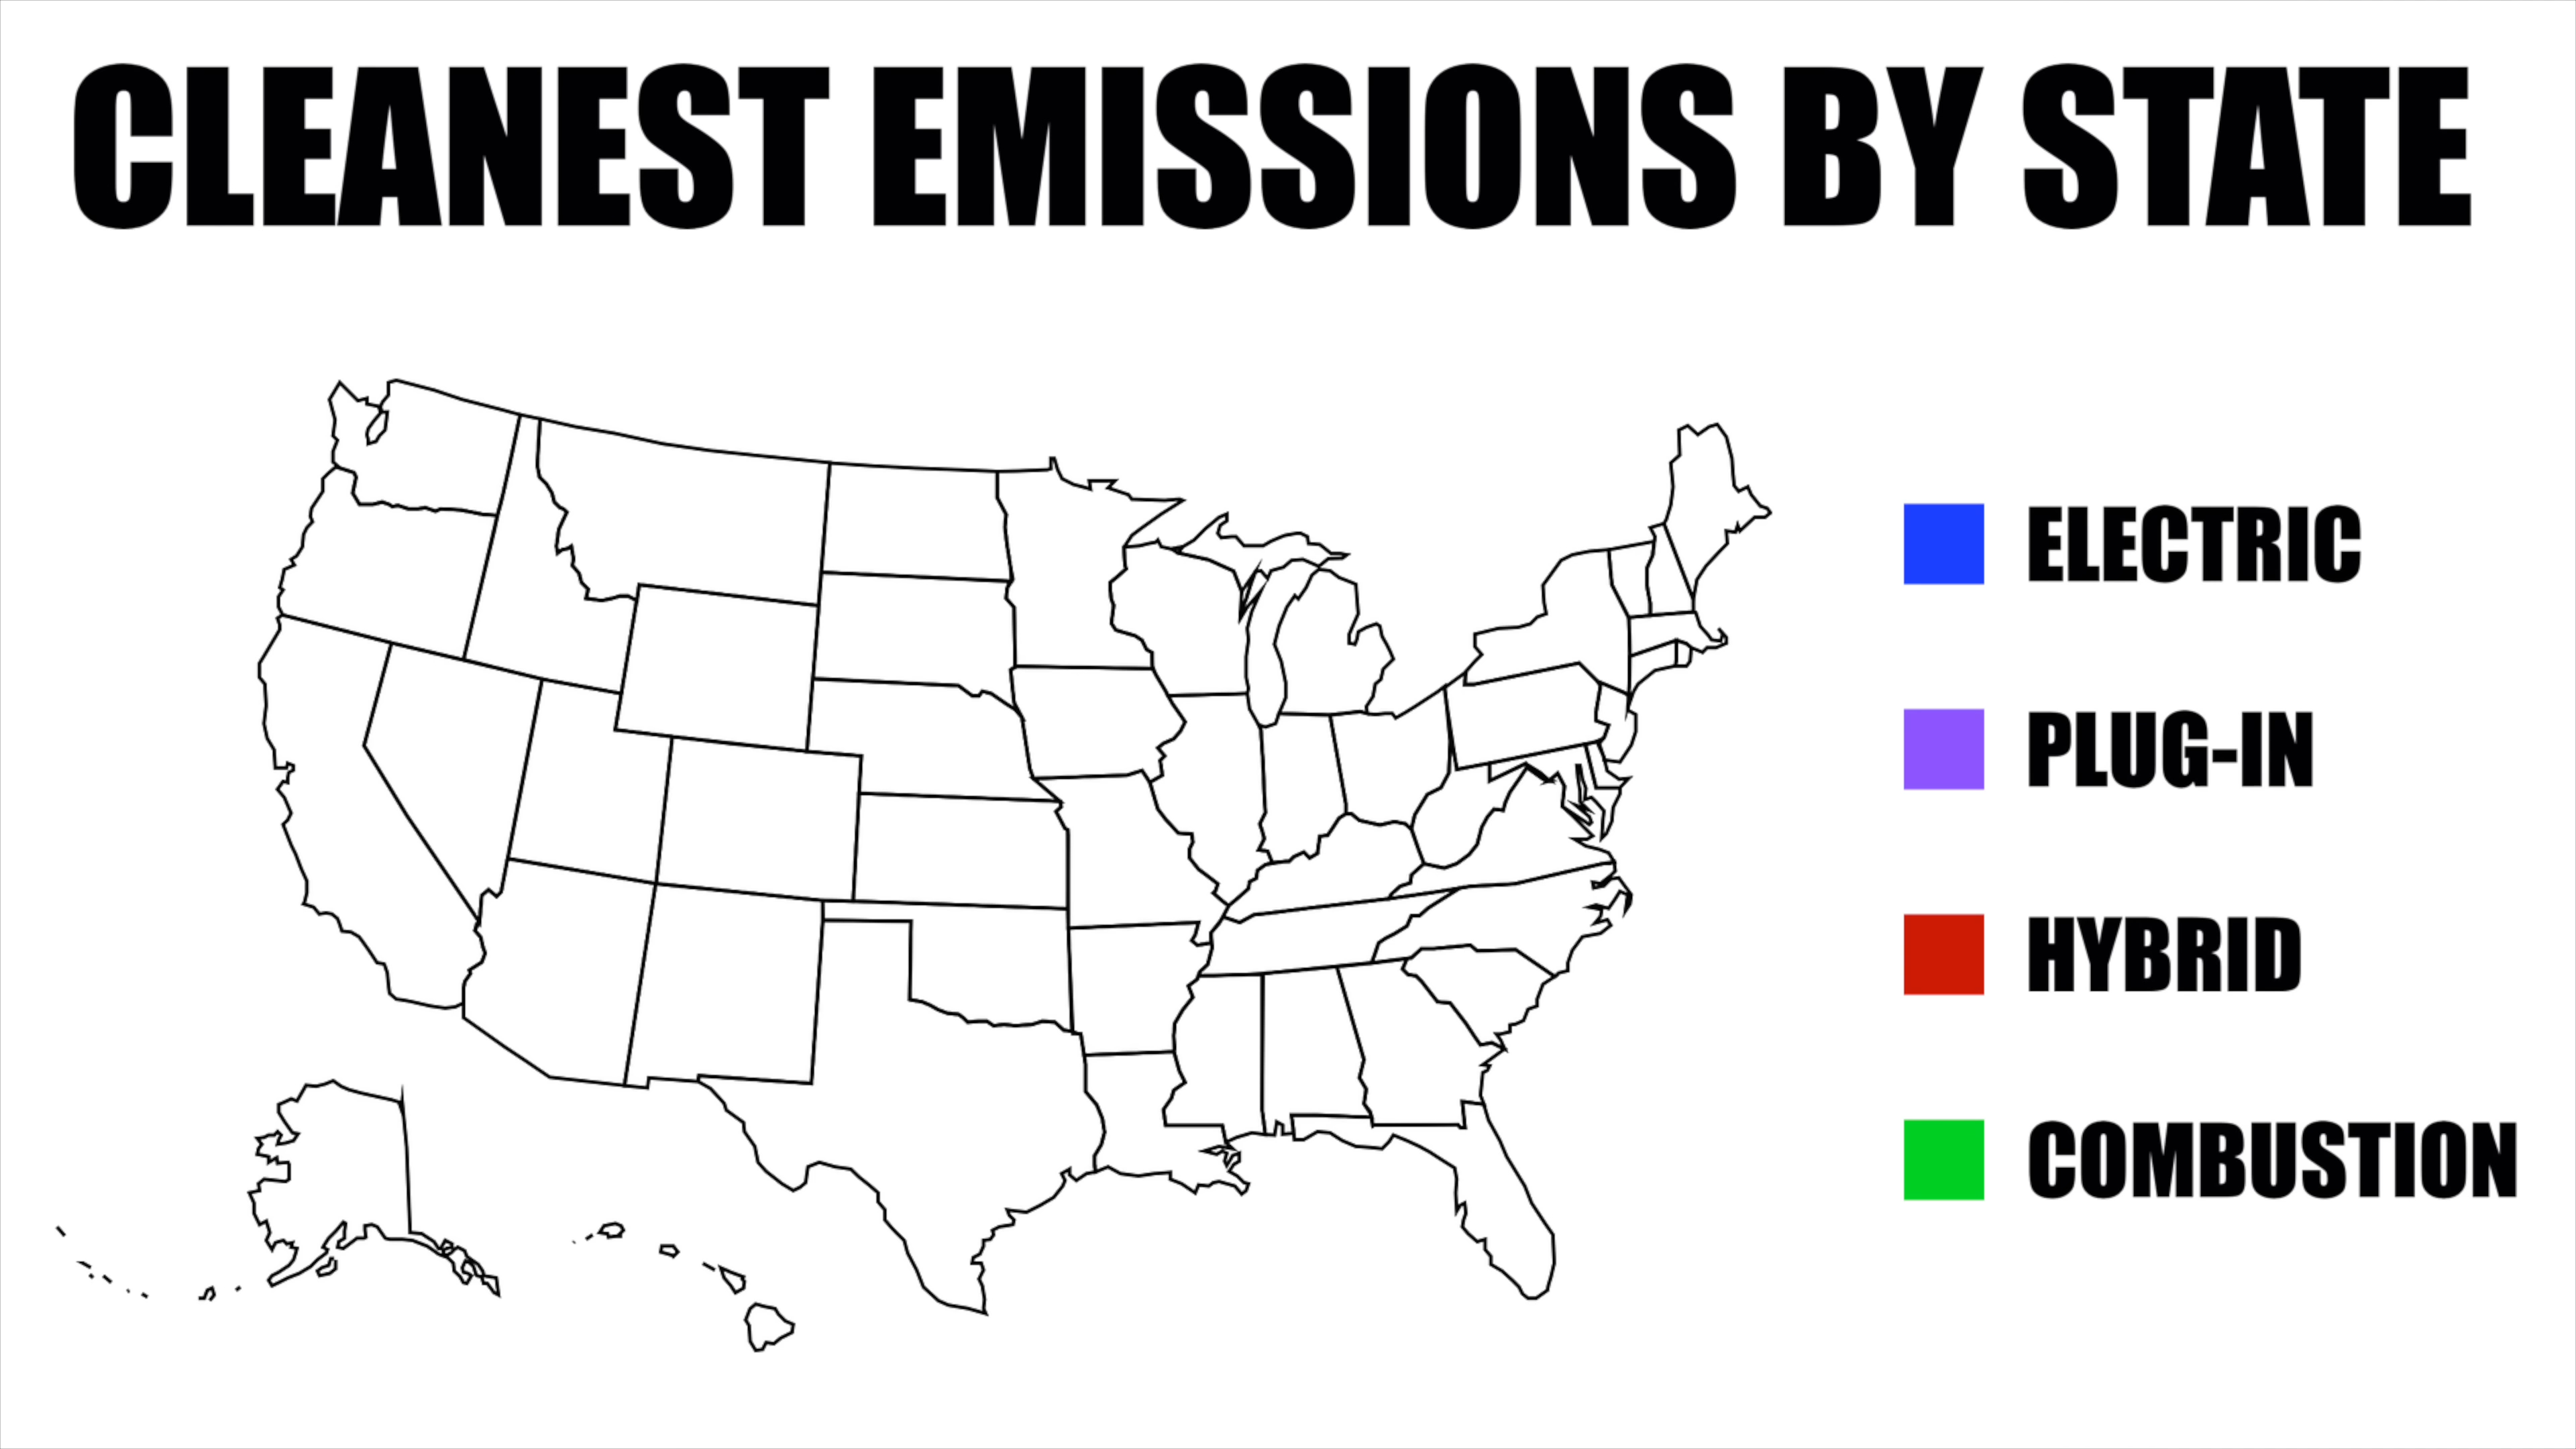 CLEANEST EMISSIONS BY STATE
ELECTRIC
PLUG-IN
HYBRID
COMBUSTION